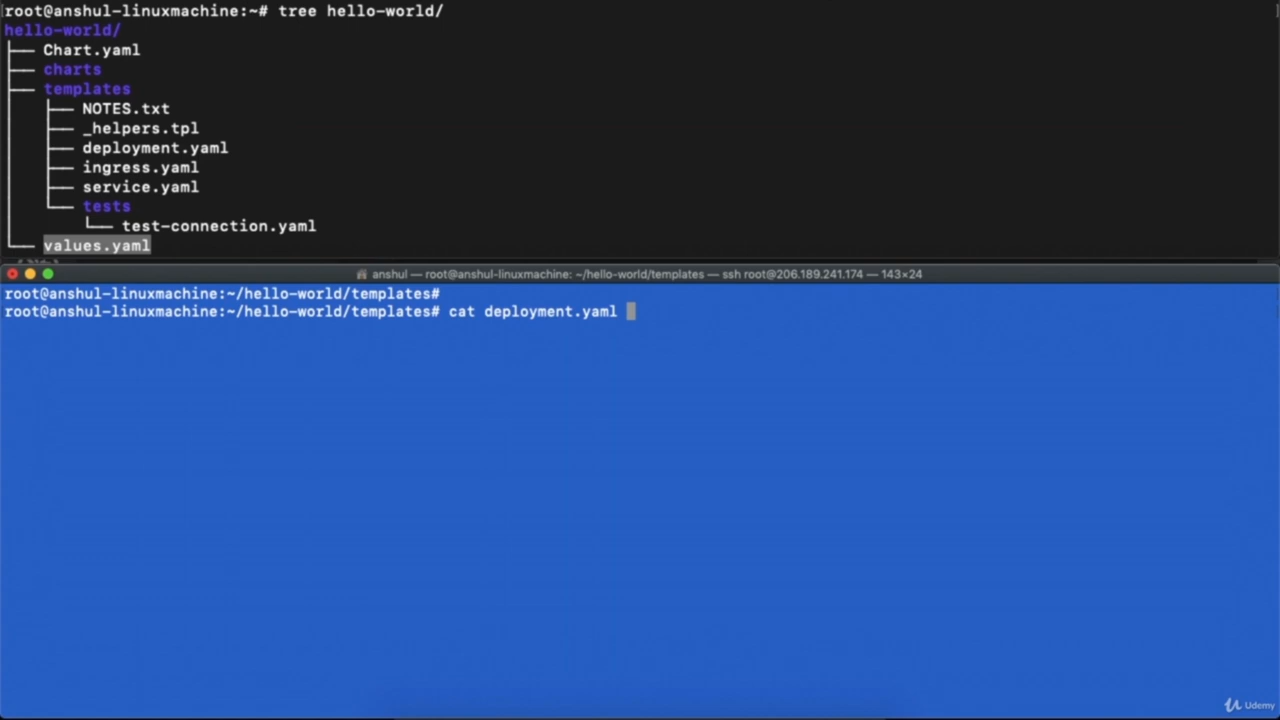 root@anshul-linuxmachine:~# tree hello-world/
hello-world/
├── Chart.yaml
├── charts
├── templates
│   ├── NOTES.txt
│   ├── _helpers.tpl
│   ├── deployment.yaml
│   ├── ingress.yaml
│   ├── service.yaml
│   └── tests
│       └── test-connection.yaml
└── values.yaml
anshul — root@anshul-linuxmachine: ~/hello-world/templates — ssh root@206.189.241.174 — 143×24
root@anshul-linuxmachine:~/hello-world/templates#
root@anshul-linuxmachine:~/hello-world/templates# cat deployment.yaml
Udemy